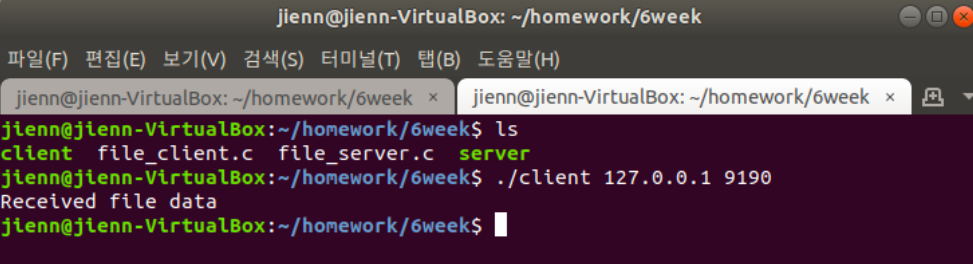 jienn@jienn-VirtualBox: ~/homework/6week
파일(F) 편집(E) 보기(V) 검색(S) 터미널(T) 탭(B) 도움말(H)
jienn@jienn-VirtualBox: ~/homework/6week × jienn@jienn-VirtualBox: ~/homework/6week ×
jienn@jienn-VirtualBox:~/homework/6week$ ls
client file_client.c file_server.c server
jienn@jienn-VirtualBox:~/homework/6week$ ./client 127.0.0.1 9190
Received file data
jienn@jienn-VirtualBox:~/homework/6week$